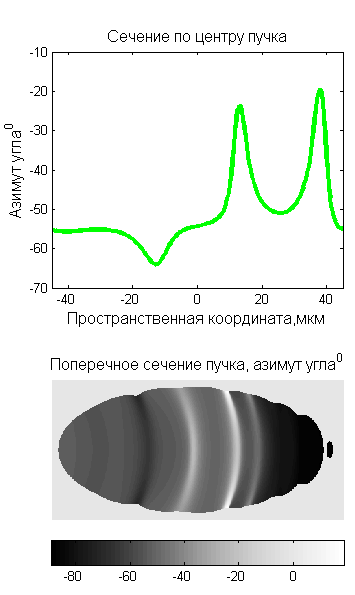 Сечение по центру пучка
-10
-20
-30
-40
-50
-60
-70
Азимут угла⁰
-40 -20 0 20 40
Пространственная координата,мкм
Поперечное сечение пучка, азимут угла⁰
-80 -60 -40 -20 0